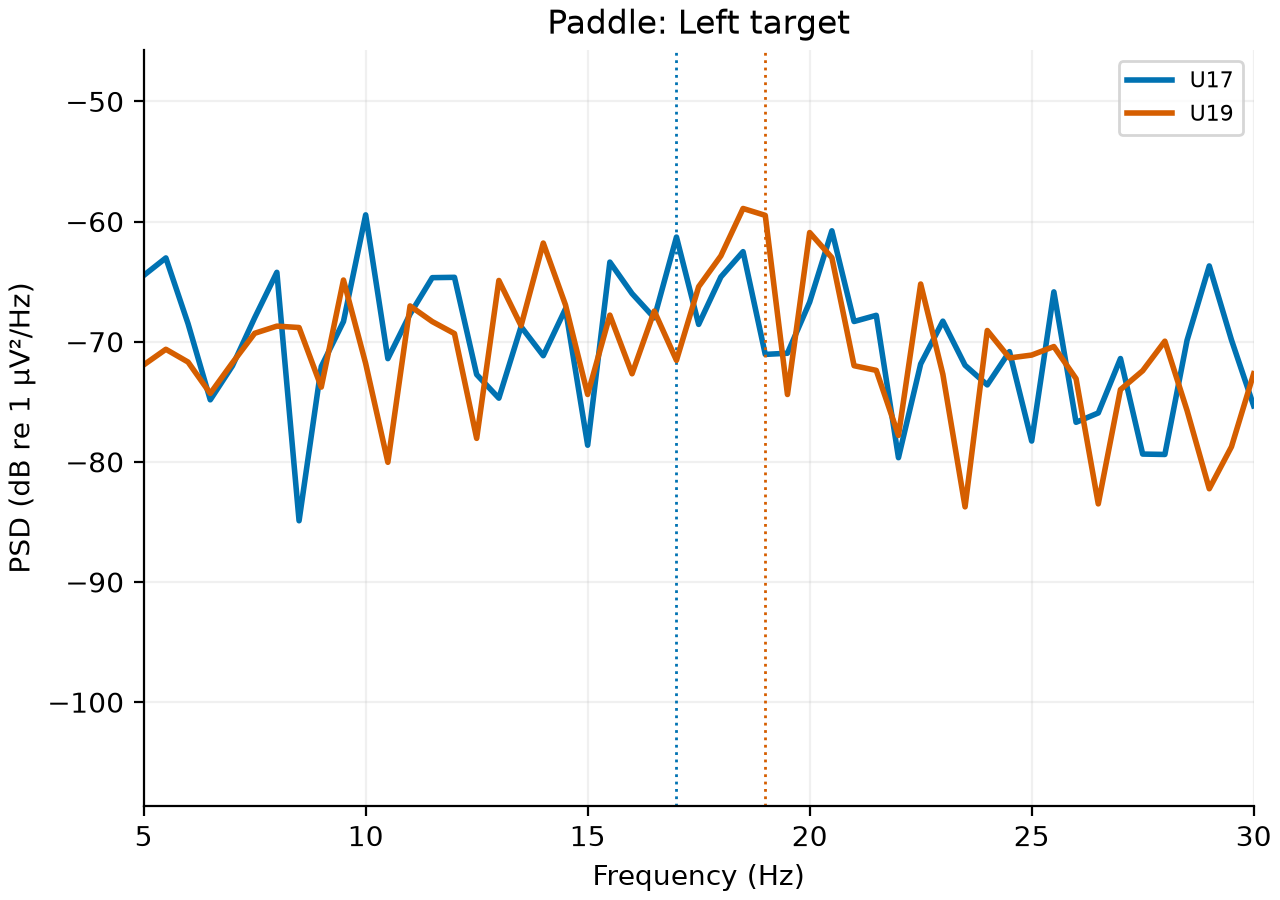 Paddle: Left target
U17
U19
PSD (dB re 1 µV²/Hz)
−50
−60
−70
−80
−90
−100
5 10 15 20 25 30
Frequency (Hz)